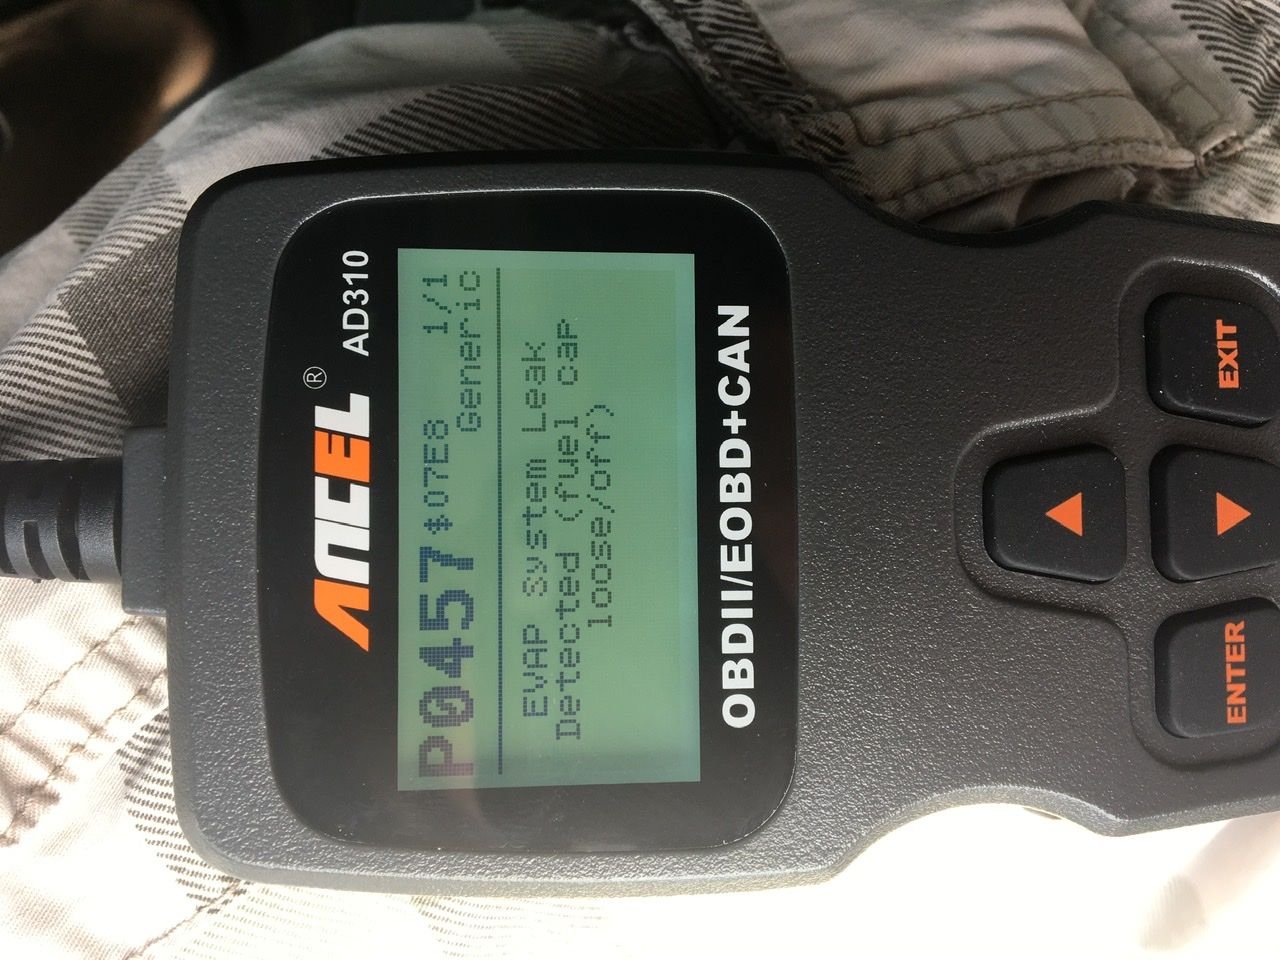 ANCEL® AD310
P0457 $07E8 1/1
Generic
EVAP System Leak
Detected (fuel cap
loose/off)
OBDII/EOBD+CAN
ENTER
EXIT